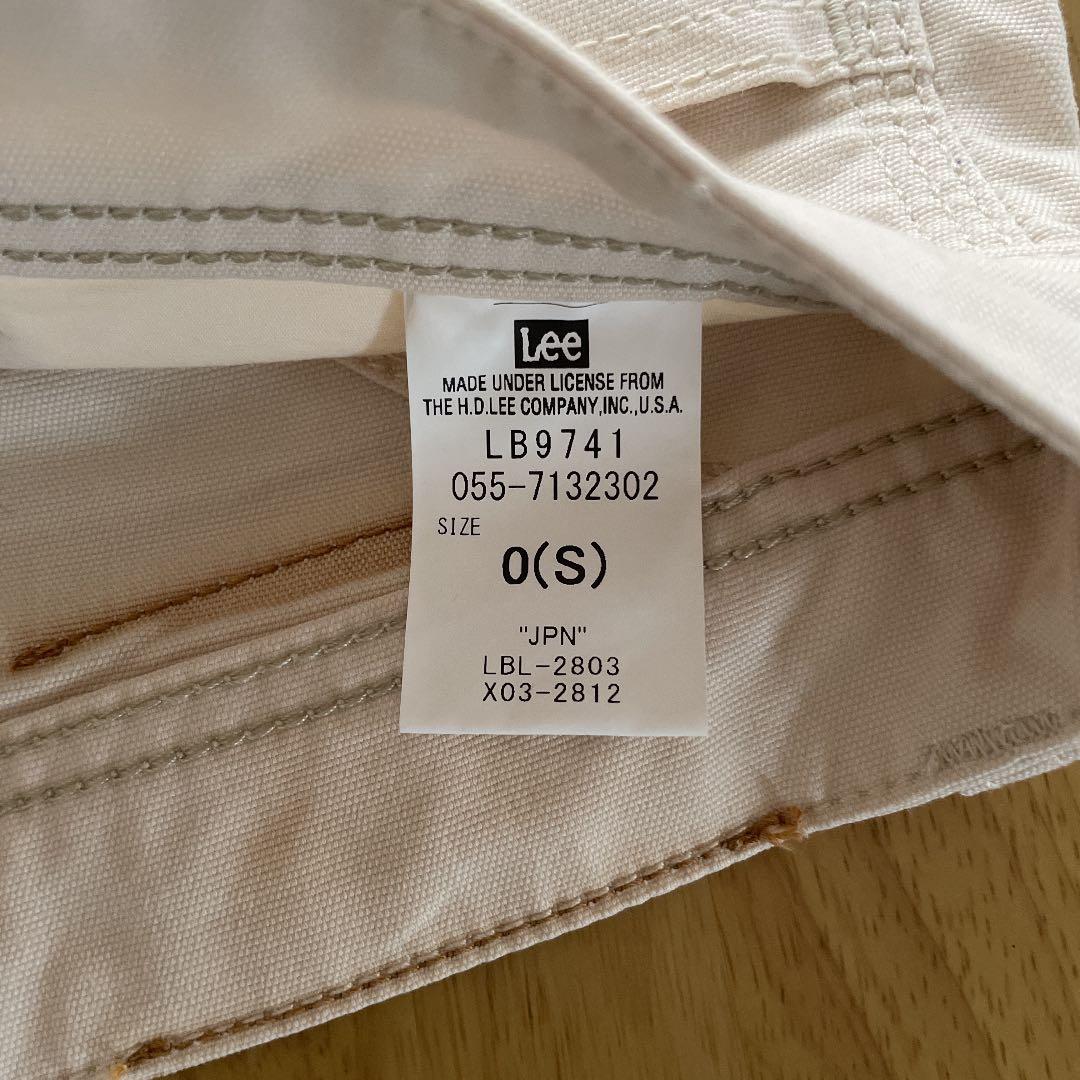 Lee
MADE UNDER LICENSE FROM
THE H.D.LEE COMPANY,INC.,U.S.A.
LB9741
055-7132302
SIZE
0(S)
"JPN"
LBL-2803
X03-2812